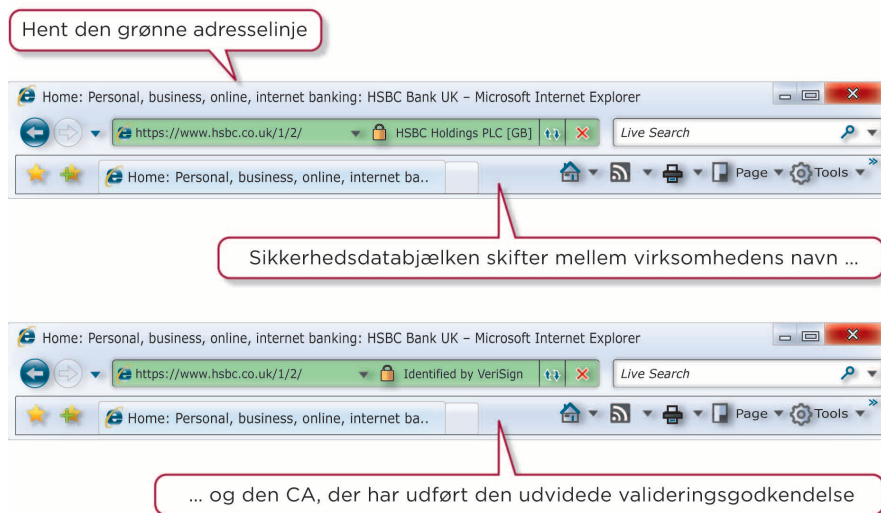 Hent den grønne adresselinje
Home: Personal, business, online, internet banking: HSBC Bank UK – Microsoft Internet Explorer
https://www.hsbc.co.uk/1/2/ HSBC Holdings PLC [GB] Live Search
Home: Personal, business, online, internet ba.. Page Tools »
Sikkerhedsdatabjælken skifter mellem virksomhedens navn ...
Home: Personal, business, online, internet banking: HSBC Bank UK – Microsoft Internet Explorer
https://www.hsbc.co.uk/1/2/ Identified by VeriSign Live Search
Home: Personal, business, online, internet ba.. Page Tools »
... og den CA, der har udført den udvidede valideringsgodkendelse